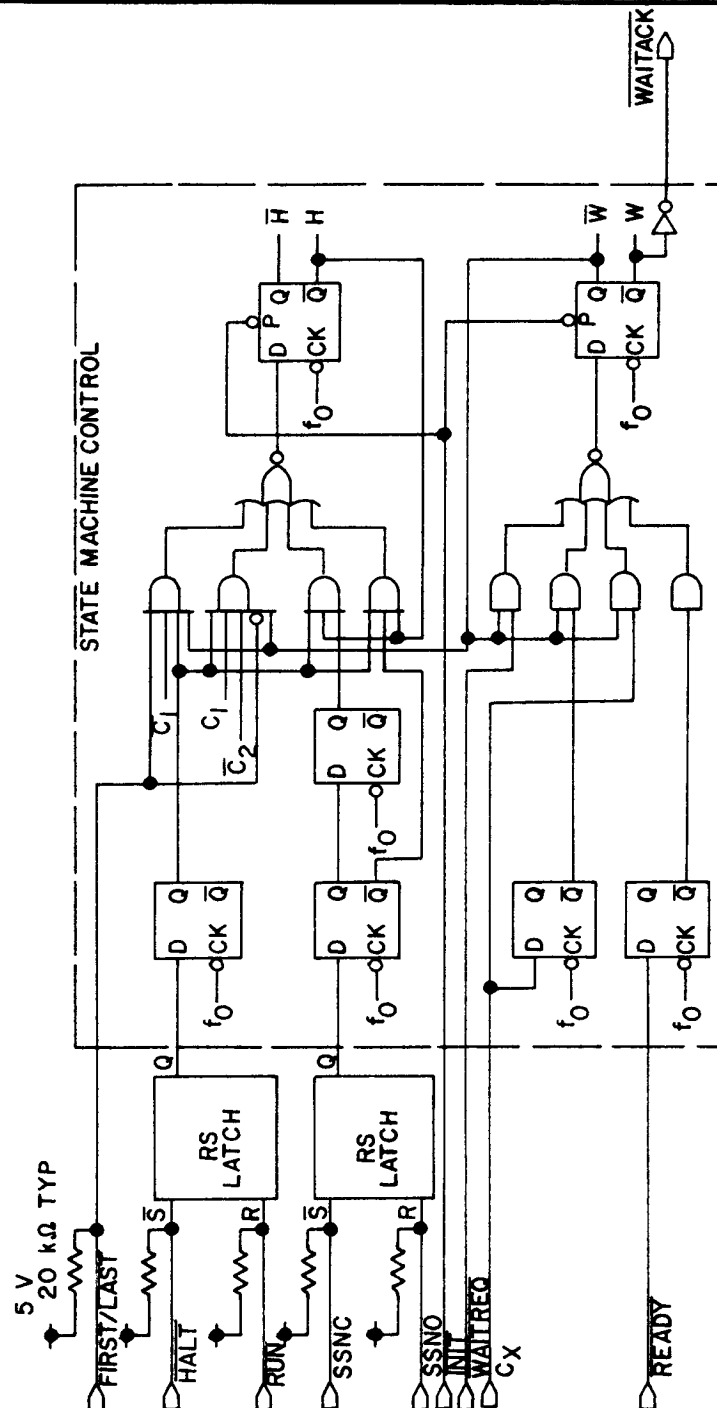 5 V
20 kΩ TYP
FIRST/LAST
HALT
RUN
SSNC
SSNO
INIT
WAITREQ
CX
READY
S̅
R
RS
LATCH
Q
S̅
R
RS
LATCH
Q
STATE MACHINE CONTROL
D Q
CK Q̅
f0
C̅1
C1
C̅2
D Q
CK Q̅
f0
D Q
CK Q̅
f0
D Q
CK Q̅
f0
D Q
CK Q̅
f0
P
D Q
CK Q̅
f0
H̅
H
P
D Q
CK Q̅
f0
W̅
W
W̅A̅I̅T̅A̅C̅K̅